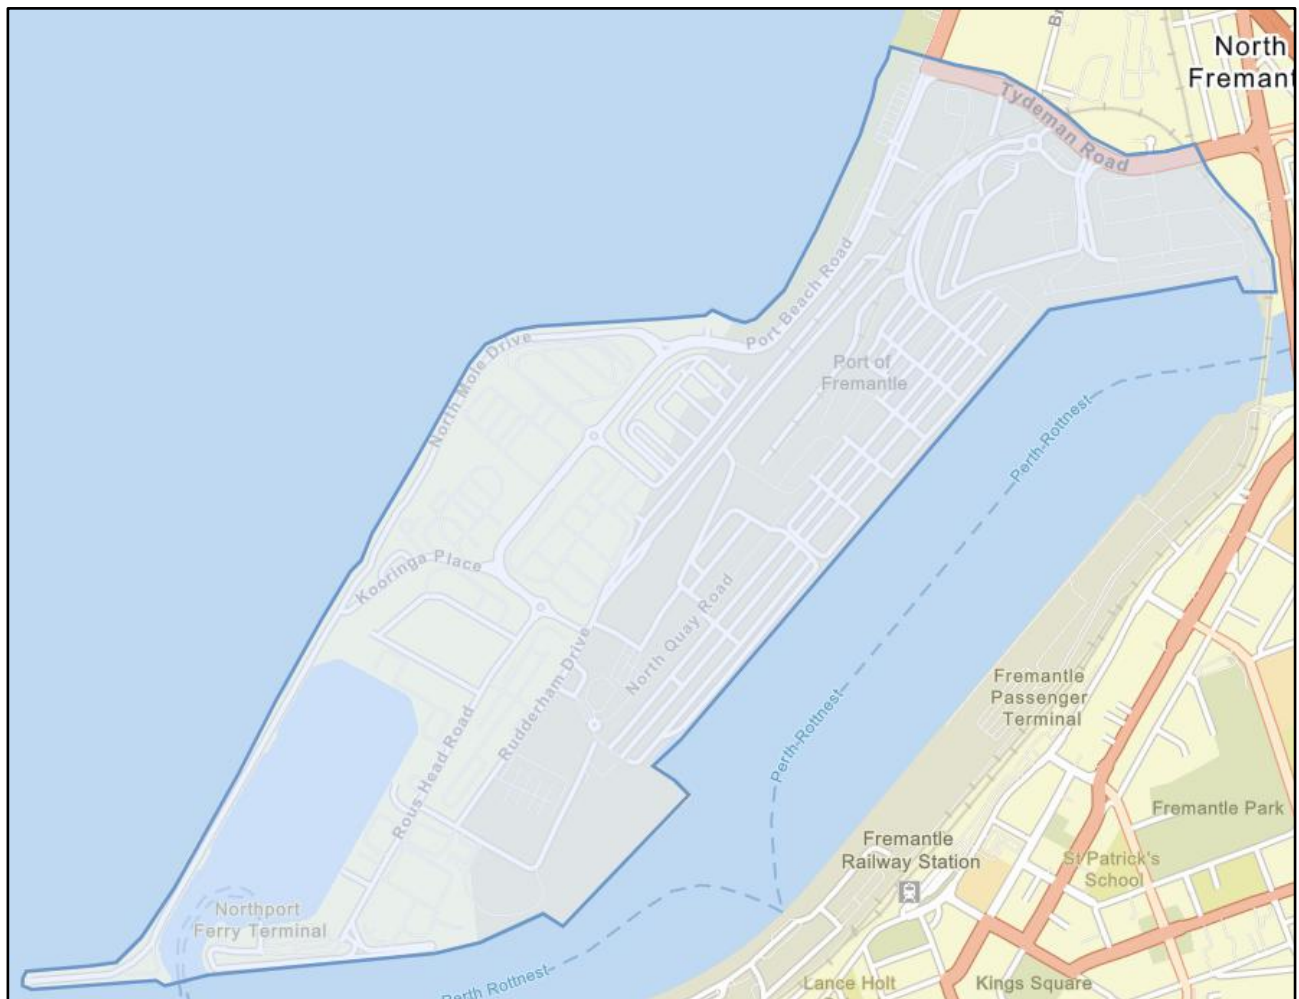 Br
North
Fremant
Tydeman Road
Port Beach Road
North Mole Drive
Port of
Fremantle
Perth-Rottnest
Kooringa Place
North Quay Road
Rudderham Drive
Rous Head Road
Perth-Rottnest
Fremantle
Passenger
Terminal
Fremantle Park
Fremantle
Railway Station
St Patrick's
School
Northport
Ferry Terminal
Perth Rottnest
Lance Holt
Kings Square